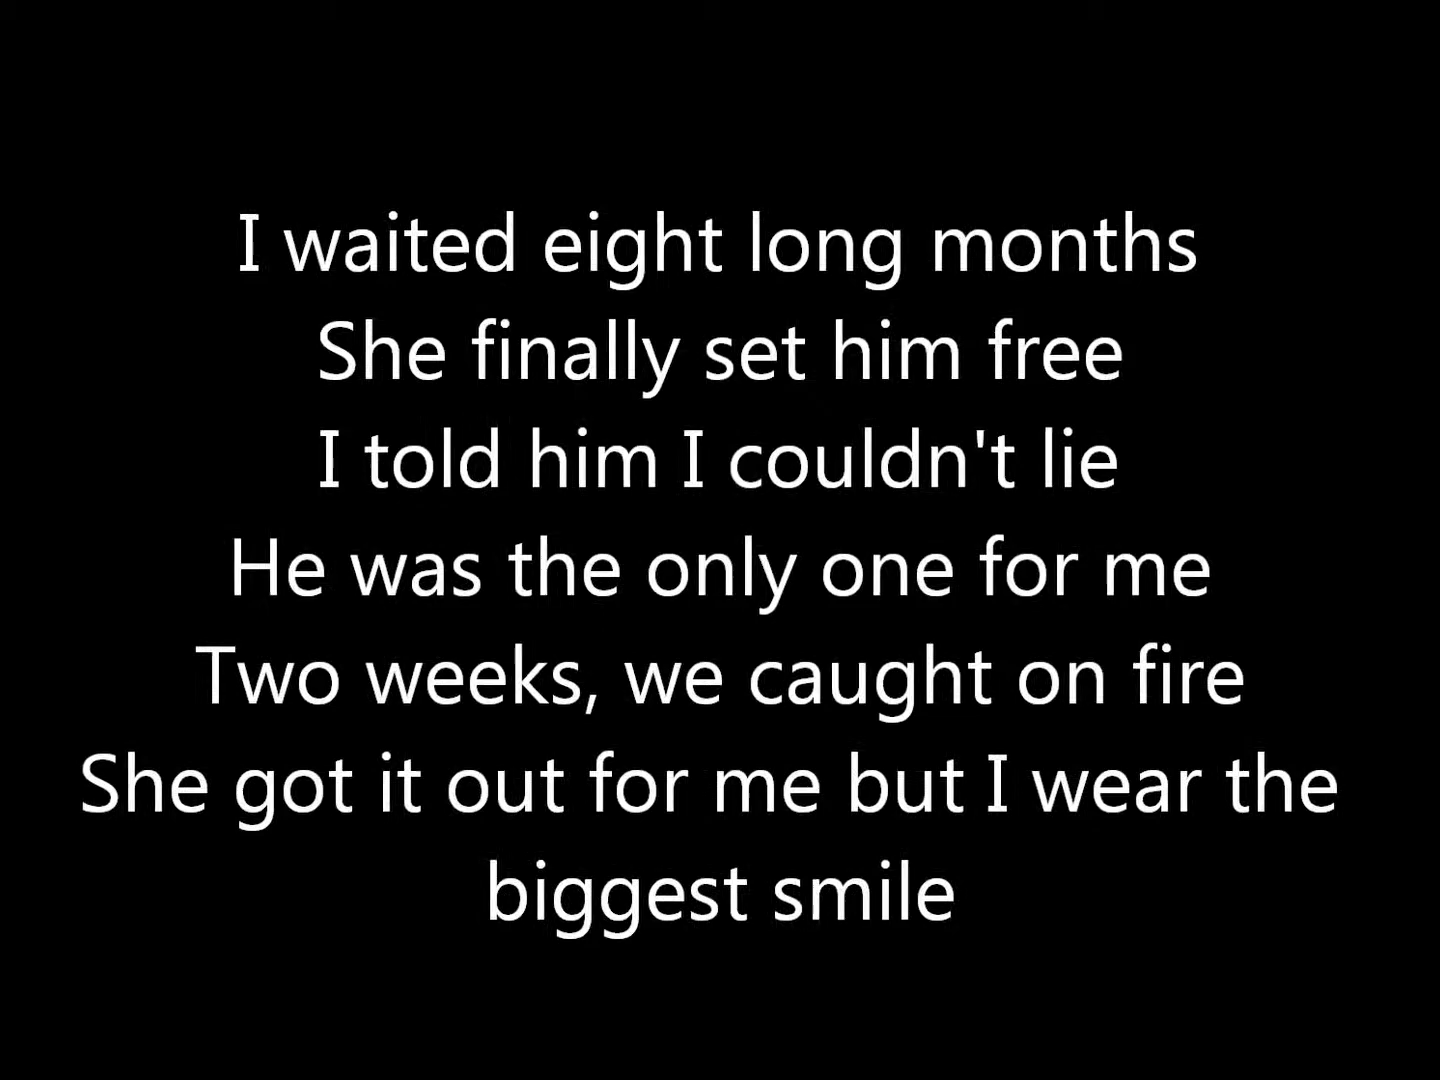 I waited eight long months
She finally set him free
I told him I couldn't lie
He was the only one for me
Two weeks, we caught on fire
She got it out for me but I wear the
biggest smile